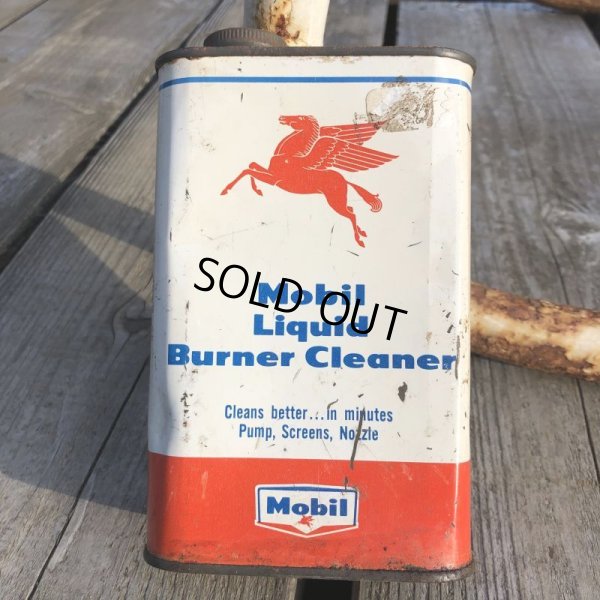 SOLD OUT
Mobil
Liquid
Burner Cleaner
Cleans better...in minutes
Pump, Screens, Nozzle
Mobil